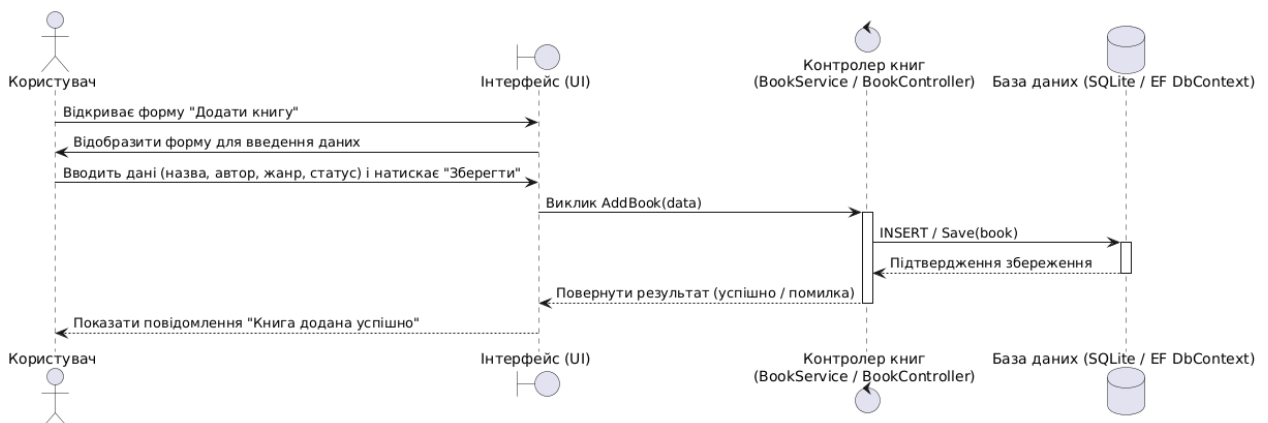 Користувач
Інтерфейс (UI)
Контролер книг
(BookService / BookController)
База даних (SQLite / EF DbContext)
Відкриває форму "Додати книгу"
Відобразити форму для введення даних
Вводить дані (назва, автор, жанр, статус) і натискає "Зберегти"
Виклик AddBook(data)
INSERT / Save(book)
Підтвердження збереження
Повернути результат (успішно / помилка)
Показати повідомлення "Книга додана успішно"
Користувач
Інтерфейс (UI)
Контролер книг
(BookService / BookController)
База даних (SQLite / EF DbContext)